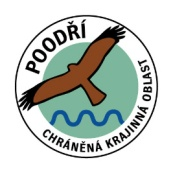 POODŘÍ
CHRÁNĚNÁ KRAJINNÁ OBLAST